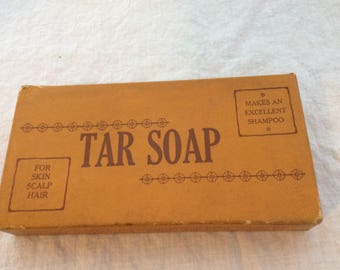 MAKES AN
EXCELLENT
SHAMPOO
TAR SOAP
FOR
SKIN
SCALP
HAIR